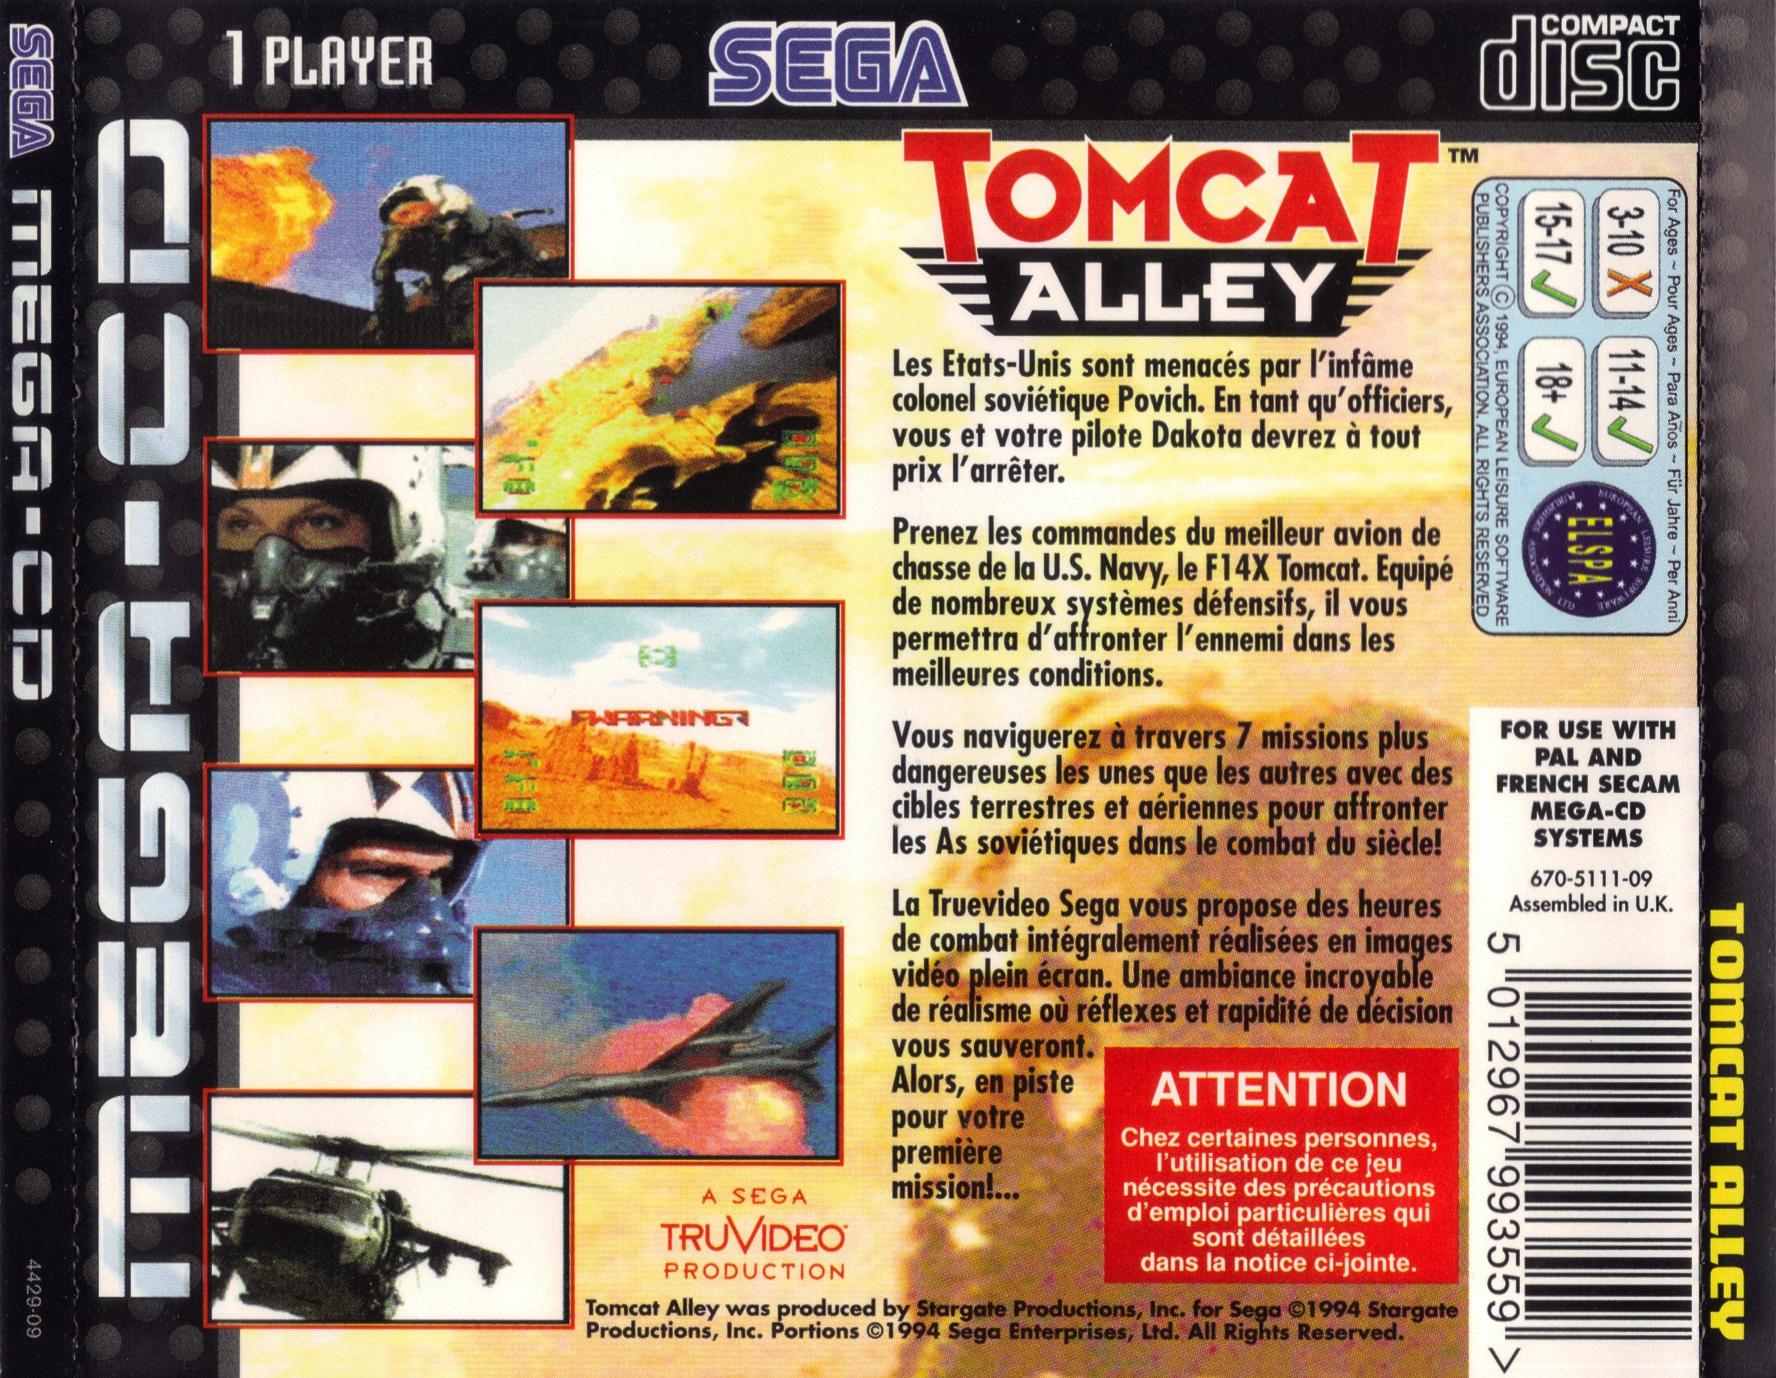 SEGA
MEGA-CD
4429-09
MEGA-CD
1 PLAYER
SEGA
COMPACT
disc
TOMCAT™
ALLEY
WARNING
Les Etats-Unis sont menacés par l'infâme
colonel soviétique Povich. En tant qu'officiers,
vous et votre pilote Dakota devrez à tout
prix l'arrêter.
Prenez les commandes du meilleur avion de
chasse de la U.S. Navy, le F14X Tomcat. Equipé
de nombreux systèmes défensifs, il vous
permettra d'affronter l'ennemi dans les
meilleures conditions.
Vous naviguerez à travers 7 missions plus
dangereuses les unes que les autres avec des
cibles terrestres et aériennes pour affronter
les As soviétiques dans le combat du siècle!
La Truevideo Sega vous propose des heures
de combat intégralement réalisées en images
vidéo plein écran. Une ambiance incroyable
de réalisme où réflexes et rapidité de décision
vous sauveront.
Alors, en piste
pour votre
première
mission!...
ATTENTION
Chez certaines personnes,
l'utilisation de ce jeu
nécessite des précautions
d'emploi particulières qui
sont détaillées
dans la notice ci-jointe.
A SEGA
TRUVIDEO™
PRODUCTION
Tomcat Alley was produced by Stargate Productions, Inc. for Sega ©1994 Stargate
Productions, Inc. Portions ©1994 Sega Enterprises, Ltd. All Rights Reserved.
For Ages ~ Pour Ages ~ Para Años ~ Für Jahre ~ Per Anni
3-10 11-14
15-17 18+
ELSPA
EUROPEAN LEISURE SOFTWARE PUBLISHERS ASSOCIATION LTD
COPYRIGHT © 1994, EUROPEAN LEISURE SOFTWARE
PUBLISHERS ASSOCIATION. ALL RIGHTS RESERVED
FOR USE WITH
PAL AND
FRENCH SECAM
MEGA-CD
SYSTEMS
670-5111-09
Assembled in U.K.
5 012967 993559 >
TOMCAT ALLEY